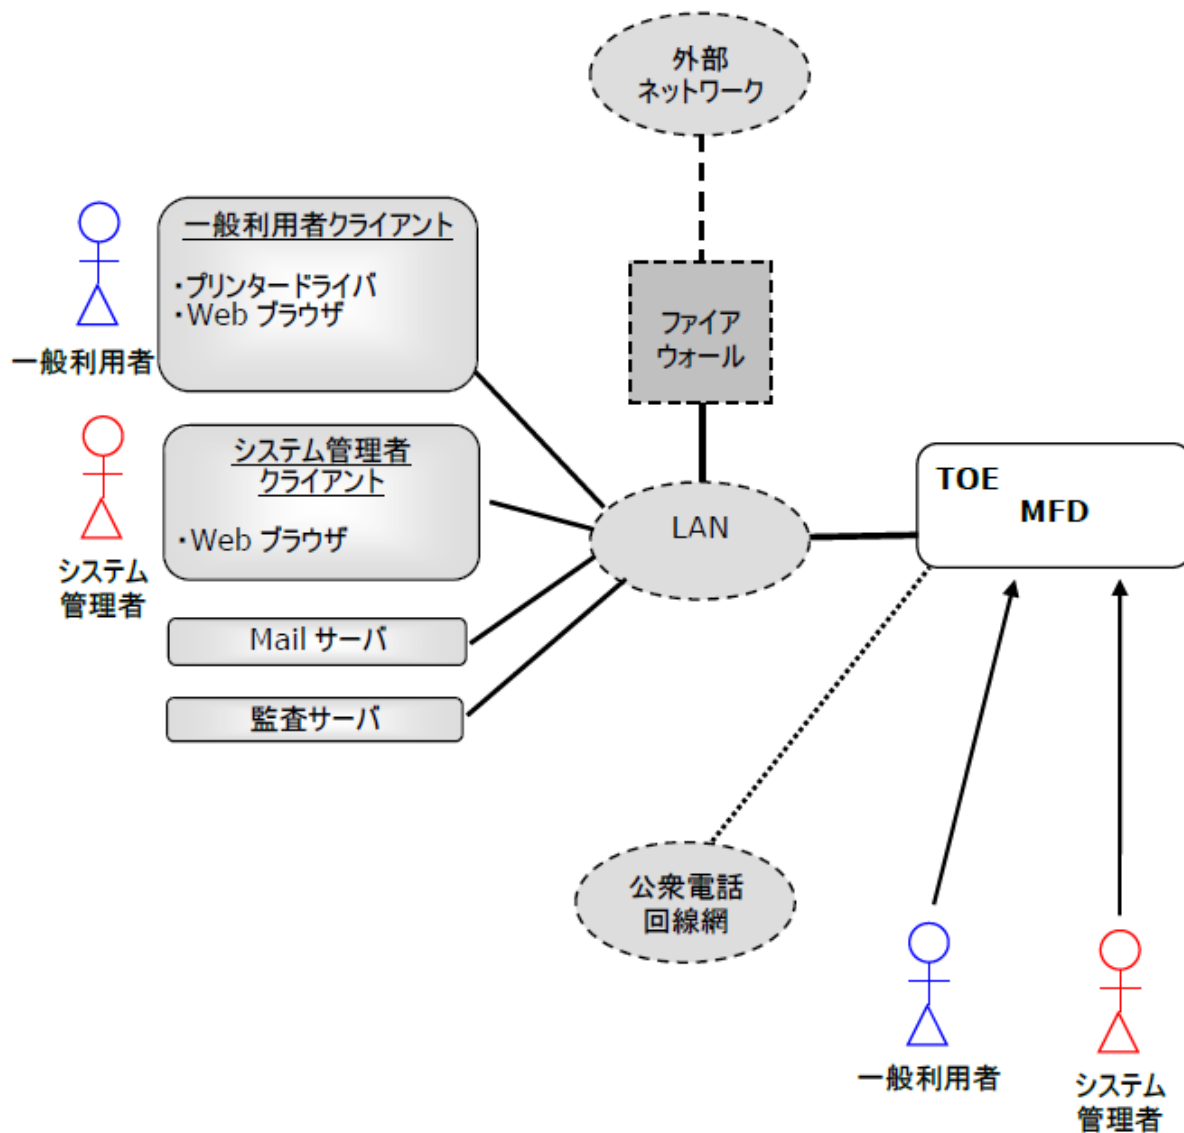 外部
ネットワーク
一般利用者クライアント
・プリンタードライバ
・Web ブラウザ
一般利用者
ファイア
ウォール
システム管理者
クライアント
・Web ブラウザ
システム
管理者
LAN
TOE
MFD
Mail サーバ
監査サーバ
公衆電話
回線網
一般利用者
システム
管理者